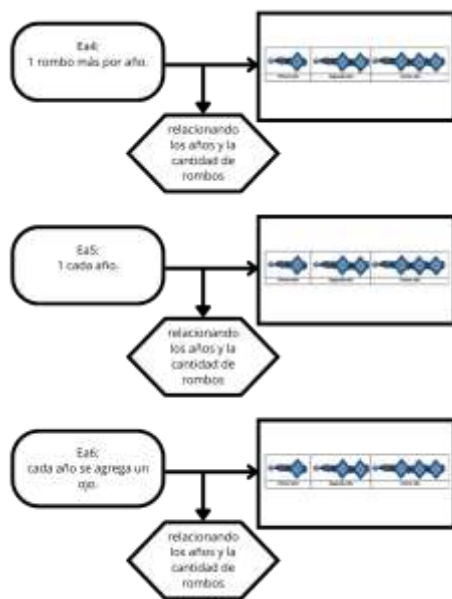 Ea4:
1 rombo más por año.
relacionando
los años y la
cantidad de
rombos
Ea5:
1 cada año.
relacionando
los años y la
cantidad de
rombos
Ea6:
cada año se agrega un
ojo.
relacionando
los años y la
cantidad de
rombos